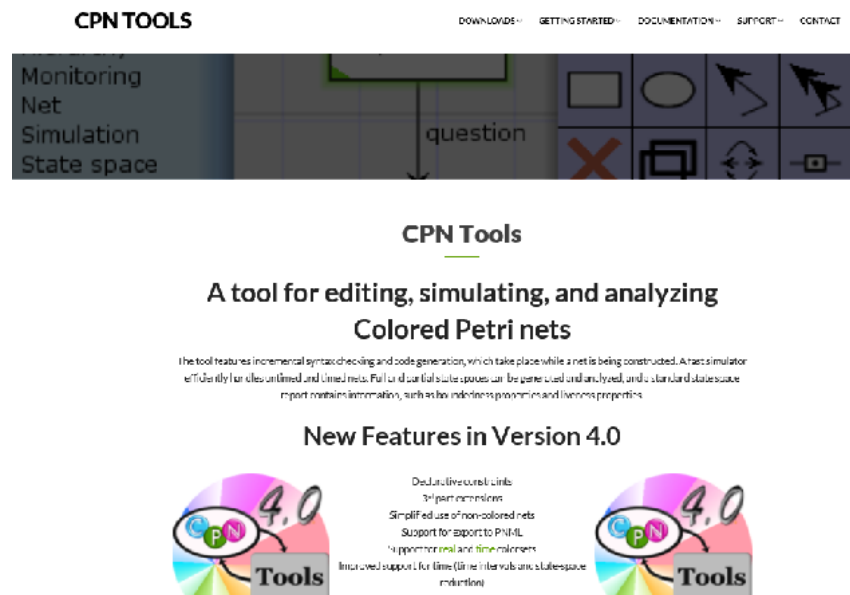 CPN TOOLS
DOWNLOADS
GETTING STARTED
DOCUMENTATION
SUPPORT
CONTACT
Monitoring
Net
Simulation
State space
question
CPN Tools
A tool for editing, simulating, and analyzing
Colored Petri nets
The tool features incremental syntax checking and code generation, which take place while a net is being constructed. A fast simulator
efficiently handles untimed and timed nets. Full and partial state spaces can be generated and analyzed, and a standard state space
report contains information, such as boundedness properties and liveness properties.
New Features in Version 4.0
4.0
CPN
Tools
Declarative constraints
3rd part extensions
Simplified use of non-colored nets
Support for export to PNML
Support for real and time colorsets
Improved support for time (time intervals and state-space
reduction)
4.0
CPN
Tools